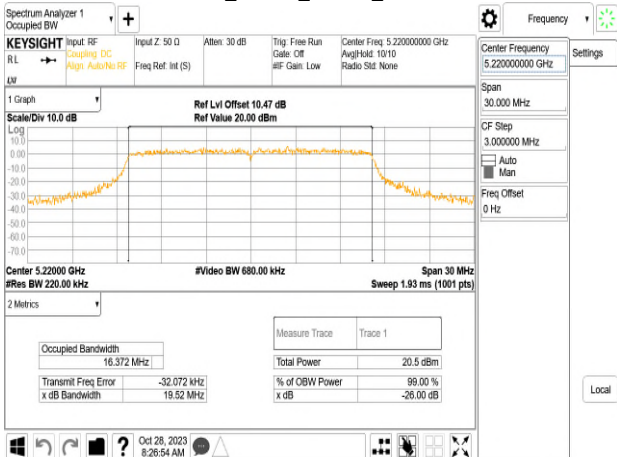 Spectrum Analyzer 1
Occupied BW
Frequency
KEYSIGHT
RL
LXI
Input: RF
Coupling: DC
Align: Auto/No RF
Input Z: 50 Ω
Freq Ref: Int (S)
Atten: 30 dB
Trig: Free Run
Gate: Off
#IF Gain: Low
Center Freq: 5.220000000 GHz
Avg|Hold: 10/10
Radio Std: None
Center Frequency
5.220000000 GHz
Settings
Span
30.000 MHz
CF Step
3.000000 MHz
Auto
Man
Freq Offset
0 Hz
1 Graph
Scale/Div 10.0 dB
Ref Lvl Offset 10.47 dB
Ref Value 20.00 dBm
Log
10.0
0.00
-10.0
-20.0
-30.0
-40.0
-50.0
-60.0
-70.0
Center 5.22000 GHz
#Video BW 680.00 kHz
Span 30 MHz
#Res BW 220.00 kHz
Sweep 1.93 ms (1001 pts)
2 Metrics
Measure Trace
Trace 1
Occupied Bandwidth
16.372 MHz
Total Power
20.5 dBm
Transmit Freq Error
-32.072 kHz
% of OBW Power
99.00 %
x dB Bandwidth
19.52 MHz
x dB
-26.00 dB
Local
Oct 28, 2023
8:26:54 AM